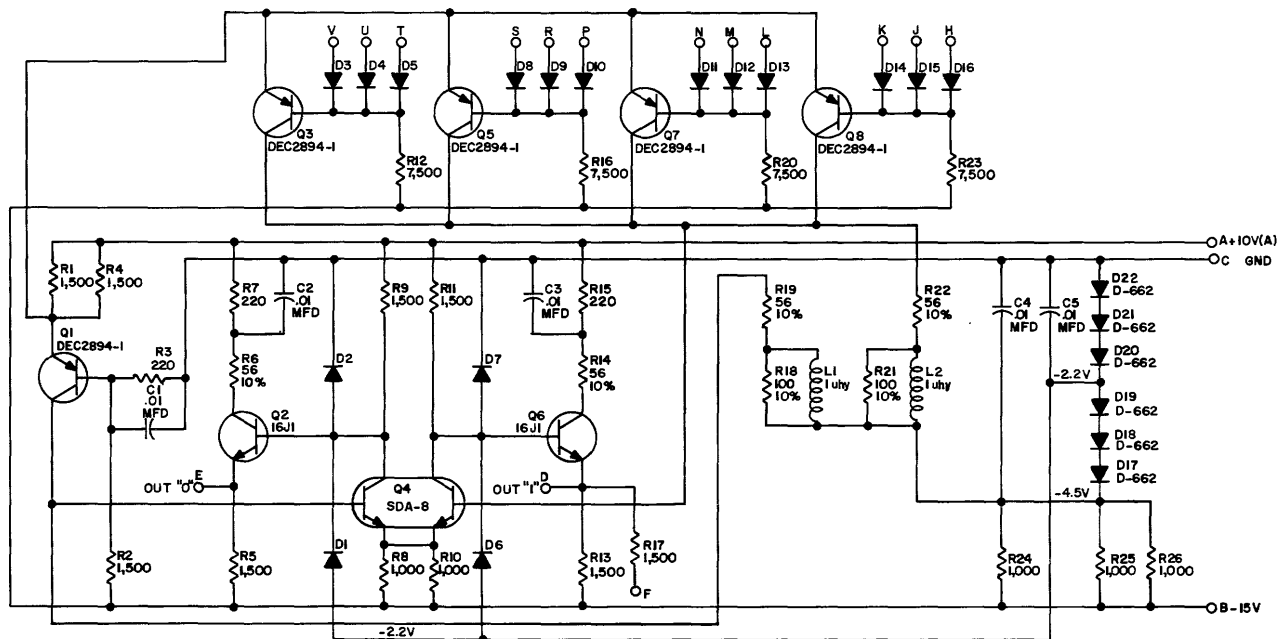 V U T S R P N M L K J H
D3 D4 D5 D8 D9 D10 D11 D12 D13 D14 D15 D16
Q3
DEC2894-1
Q5
DEC2894-1
Q7
DEC2894-1
Q8
DEC2894-1
R12
7,500
R16
7,500
R20
7,500
R23
7,500
A+10V(A)
C GND
R1
1,500
R4
1,500
R7
220
C2
.01
MFD
R9
1,500
R11
1,500
C3
.01
MFD
R15
220
R19
56
10%
R22
56
10%
C4
.01
MFD
C5
.01
MFD
D22
D-662
D21
D-662
D20
D-662
-2.2V
D19
D-662
D18
D-662
D17
D-662
-4.5V
Q1
DEC2894-1
R3
220
C1
.01
MFD
R6
56
10%
D2
D7
R14
56
10%
R18
100
10%
L1
1uhy
R21
100
10%
L2
1uhy
Q2
16J1
Q6
16J1
OUT "0" E
Q4
SDA-8
OUT "1" D
R2
1,500
R5
1,500
D1
R8
1,000
R10
1,000
D6
R13
1,500
R17
1,500
F
R24
1,000
R25
1,000
R26
1,000
B-15V
-2.2V